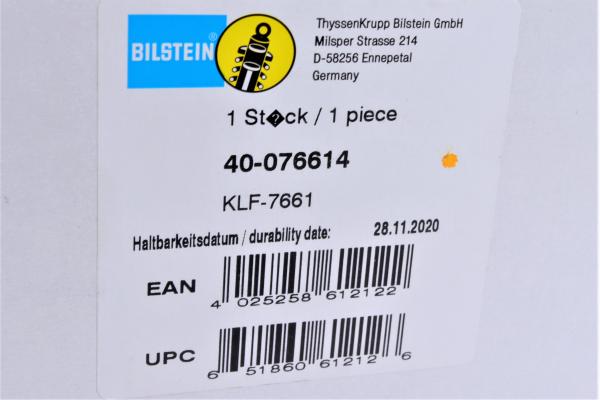 BILSTEIN
ThyssenKrupp Bilstein GmbH
Milsper Strasse 214
D-58256 Ennepetal
Germany
1 St�ck / 1 piece
40-076614
KLF-7661
Haltbarkeitsdatum / durability date: 28.11.2020
EAN
4 025258 612122
UPC
6 51860 61212 6